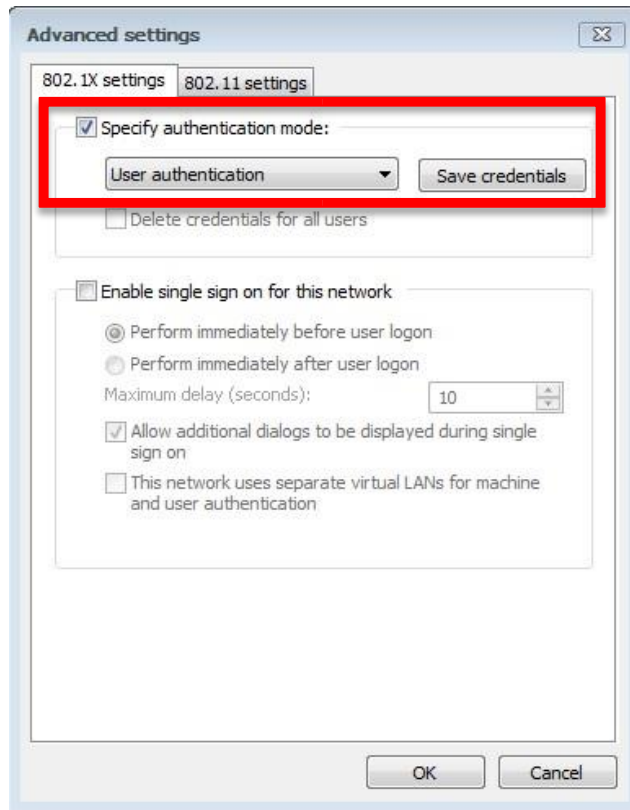 Advanced settings
802.1X settings
802.11 settings
Specify authentication mode:
User authentication
Save credentials
Delete credentials for all users
Enable single sign on for this network
Perform immediately before user logon
Perform immediately after user logon
Maximum delay (seconds):
10
Allow additional dialogs to be displayed during single
sign on
This network uses separate virtual LANs for machine
and user authentication
OK
Cancel